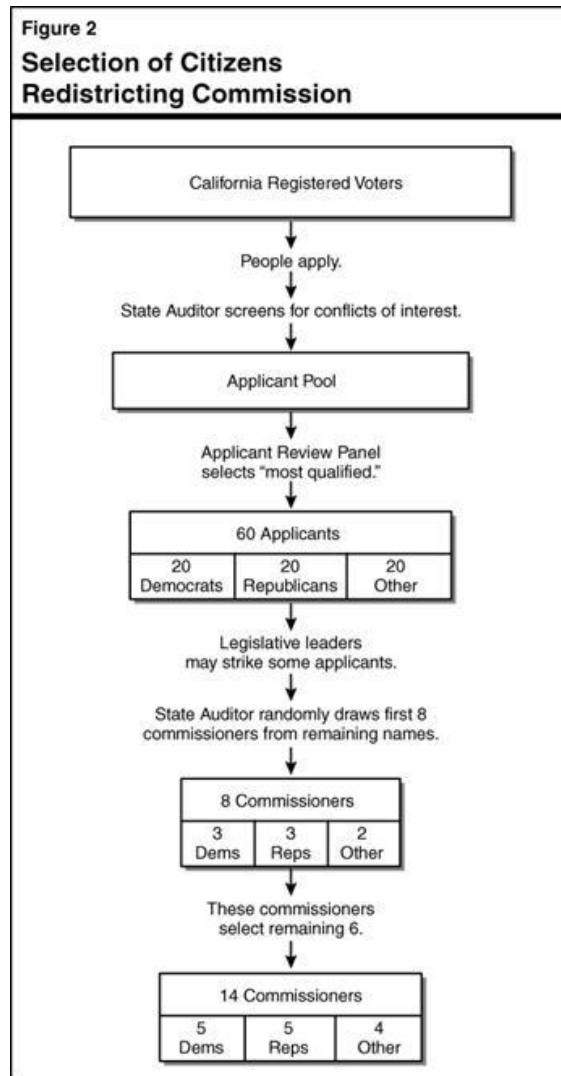 Figure 2
Selection of Citizens
Redistricting Commission
California Registered Voters
People apply.
State Auditor screens for conflicts of interest.
Applicant Pool
Applicant Review Panel
selects “most qualified.”
60 Applicants
20 20 20
Democrats Republicans Other
Legislative leaders
may strike some applicants.
State Auditor randomly draws first 8
commissioners from remaining names.
8 Commissioners
3 3 2
Dems Reps Other
These commissioners
select remaining 6.
14 Commissioners
5 5 4
Dems Reps Other